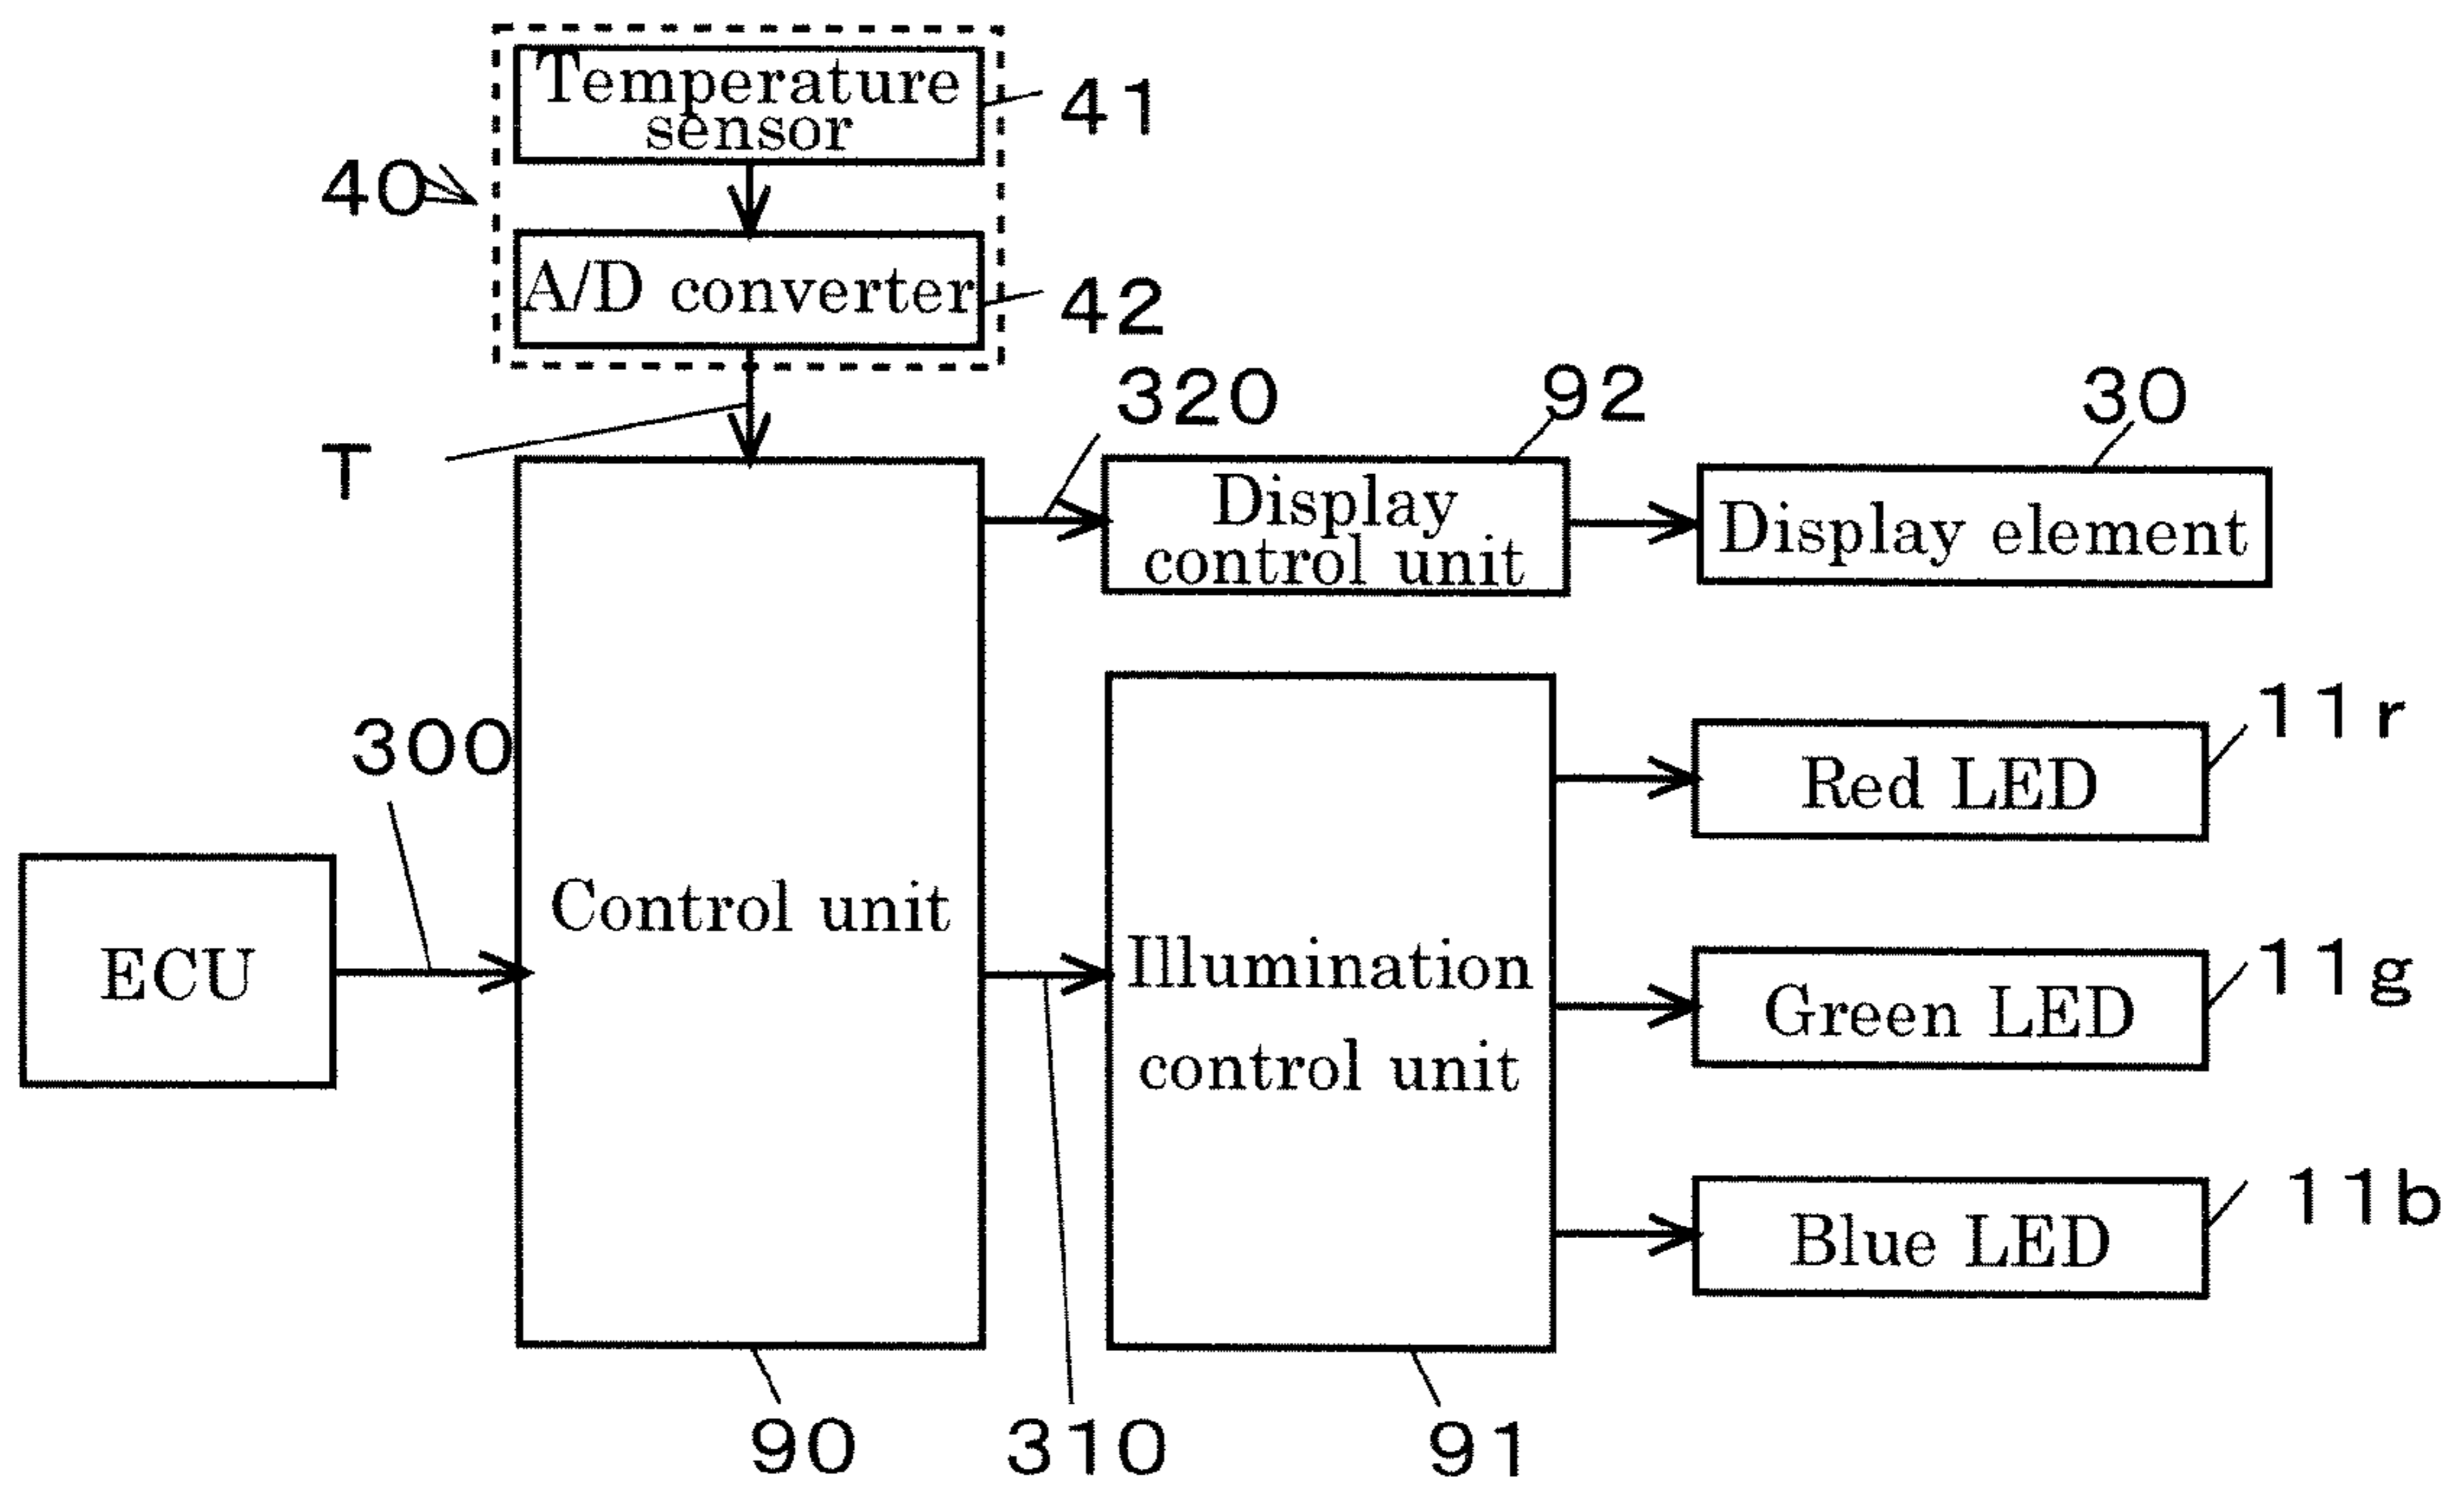 Temperature
sensor
41
40
A/D converter
42
T
320
92
30
Display
control unit
Display element
300
11r
Red LED
Control unit
ECU
Illumination
control unit
11g
Green LED
11b
Blue LED
90
310
91